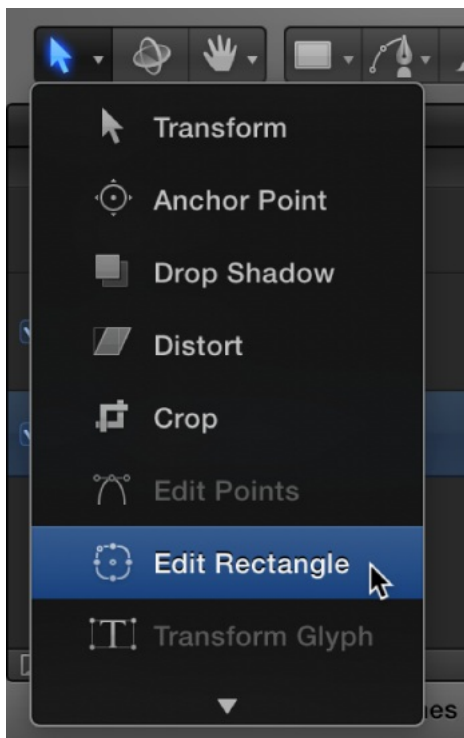 Transform
Anchor Point
Drop Shadow
Distort
Crop
Edit Points
Edit Rectangle
T Transform Glyph